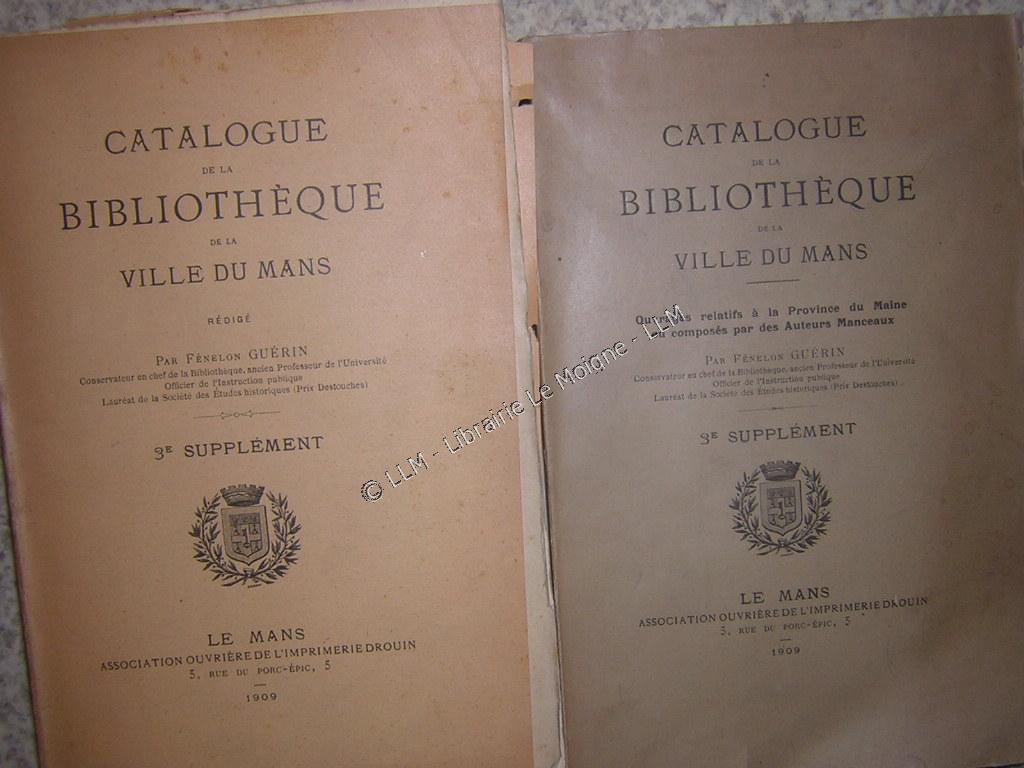 CATALOGUE
DE LA
BIBLIOTHÈQUE
DE LA
VILLE DU MANS
RÉDIGÉ
PAR FÉNELON GUÉRIN
Conservateur en chef de la Bibliothèque, ancien Professeur de l'Université
Officier de l'Instruction publique
Lauréat de la Société des Études historiques (Prix Destouches)
3E SUPPLÉMENT
LE MANS
ASSOCIATION OUVRIÈRE DE L'IMPRIMERIE DROUIN
5, RUE DU PORC-ÉPIC, 5
1909
CATALOGUE
DE LA
BIBLIOTHÈQUE
DE LA
VILLE DU MANS
Ouvrages relatifs à la Province du Maine
ou composés par des Auteurs Manceaux
PAR FÉNELON GUÉRIN
Conservateur en chef de la Bibliothèque, ancien Professeur de l'Université
Officier de l'Instruction publique
Lauréat de la Société des Études historiques (Prix Destouches)
3E SUPPLÉMENT
LE MANS
ASSOCIATION OUVRIÈRE DE L'IMPRIMERIE DROUIN
5, RUE DU PORC-ÉPIC, 5
1909
© LLM - Librairie Le Moigne - LLM